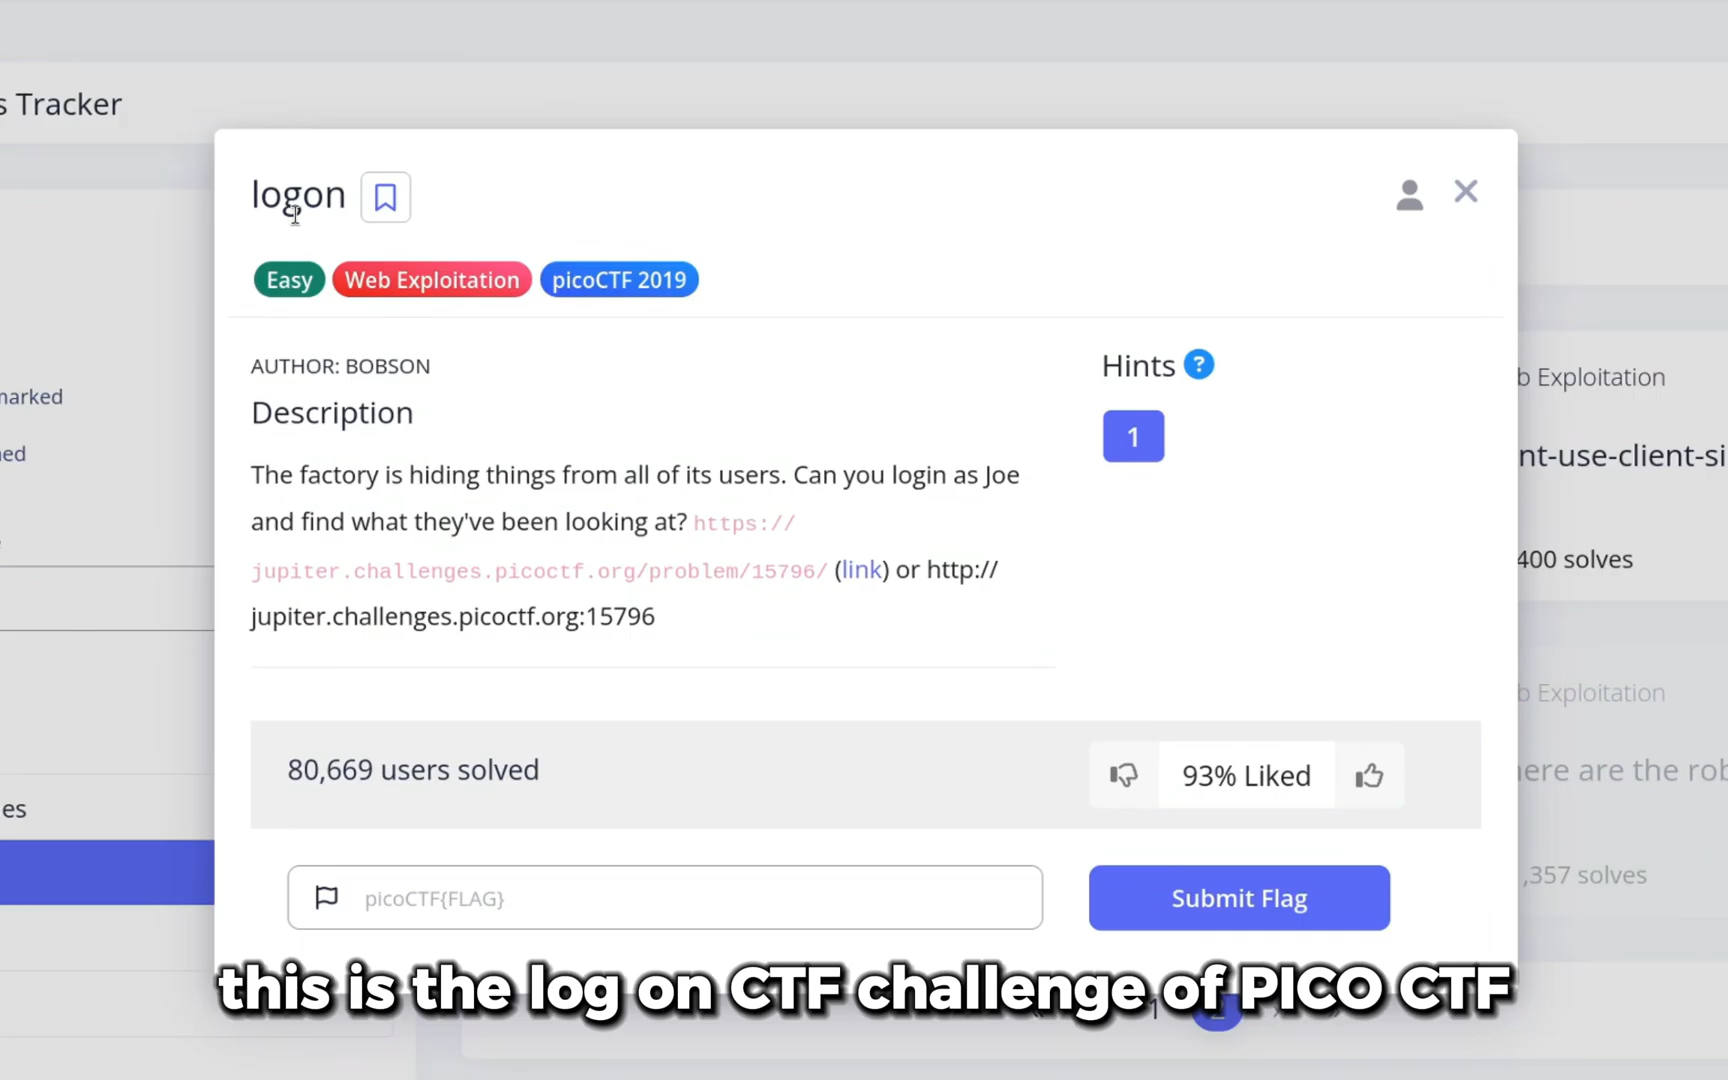 s Tracker
logon
Easy Web Exploitation picoCTF 2019
AUTHOR: BOBSON
Hints ?
Description
1
The factory is hiding things from all of its users. Can you login as Joe
and find what they've been looking at? https://
jupiter.challenges.picoctf.org/problem/15796/ (link) or http://
jupiter.challenges.picoctf.org:15796
80,669 users solved
93% Liked
picoCTF{FLAG}
Submit Flag
marked
ed
es
b Exploitation
nt-use-client-si
400 solves
b Exploitation
ere are the rob
,357 solves
this is the log on CTF challenge of PICO CTF
1 2